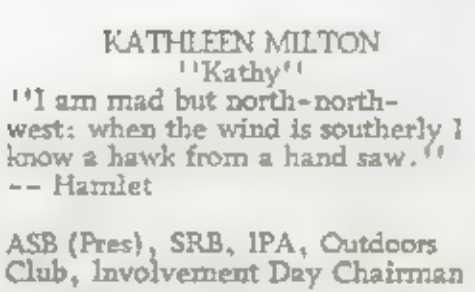 KATHLEEN MILTON
"Kathy"
"I am mad but north-north-
west: when the wind is southerly I
know a hawk from a hand saw."
-- Hamlet
ASB (Pres), SRB, IPA, Outdoors
Club, Involvement Day Chairman